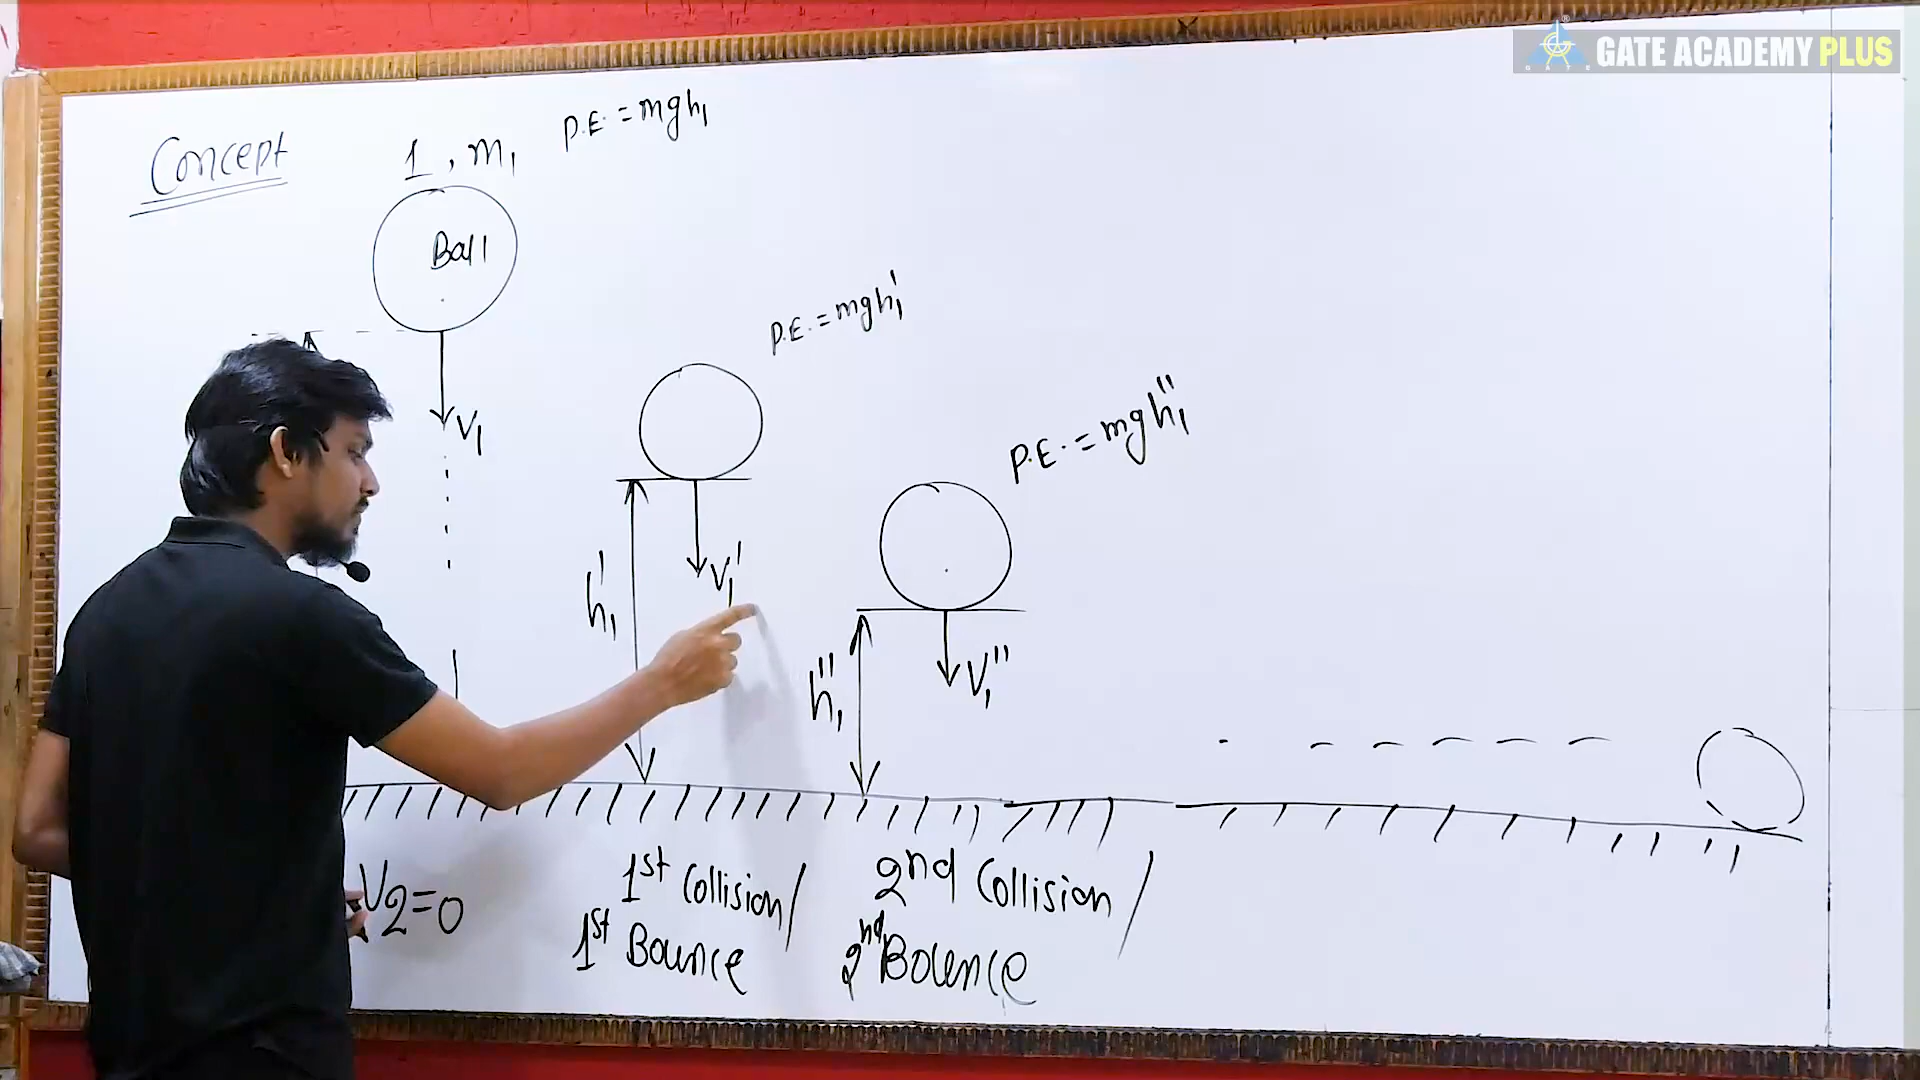 GATE ACADEMY PLUS
Concept
1, m₁
P.E. = mgh₁
Ball
V₁
P.E. = mgh₁'
h₁'
V₁'
P.E. = mgh₁''
h₁''
V₁''
V2=0
1st Collision/
1st Bounce
2nd Collision/
2nd Bounce